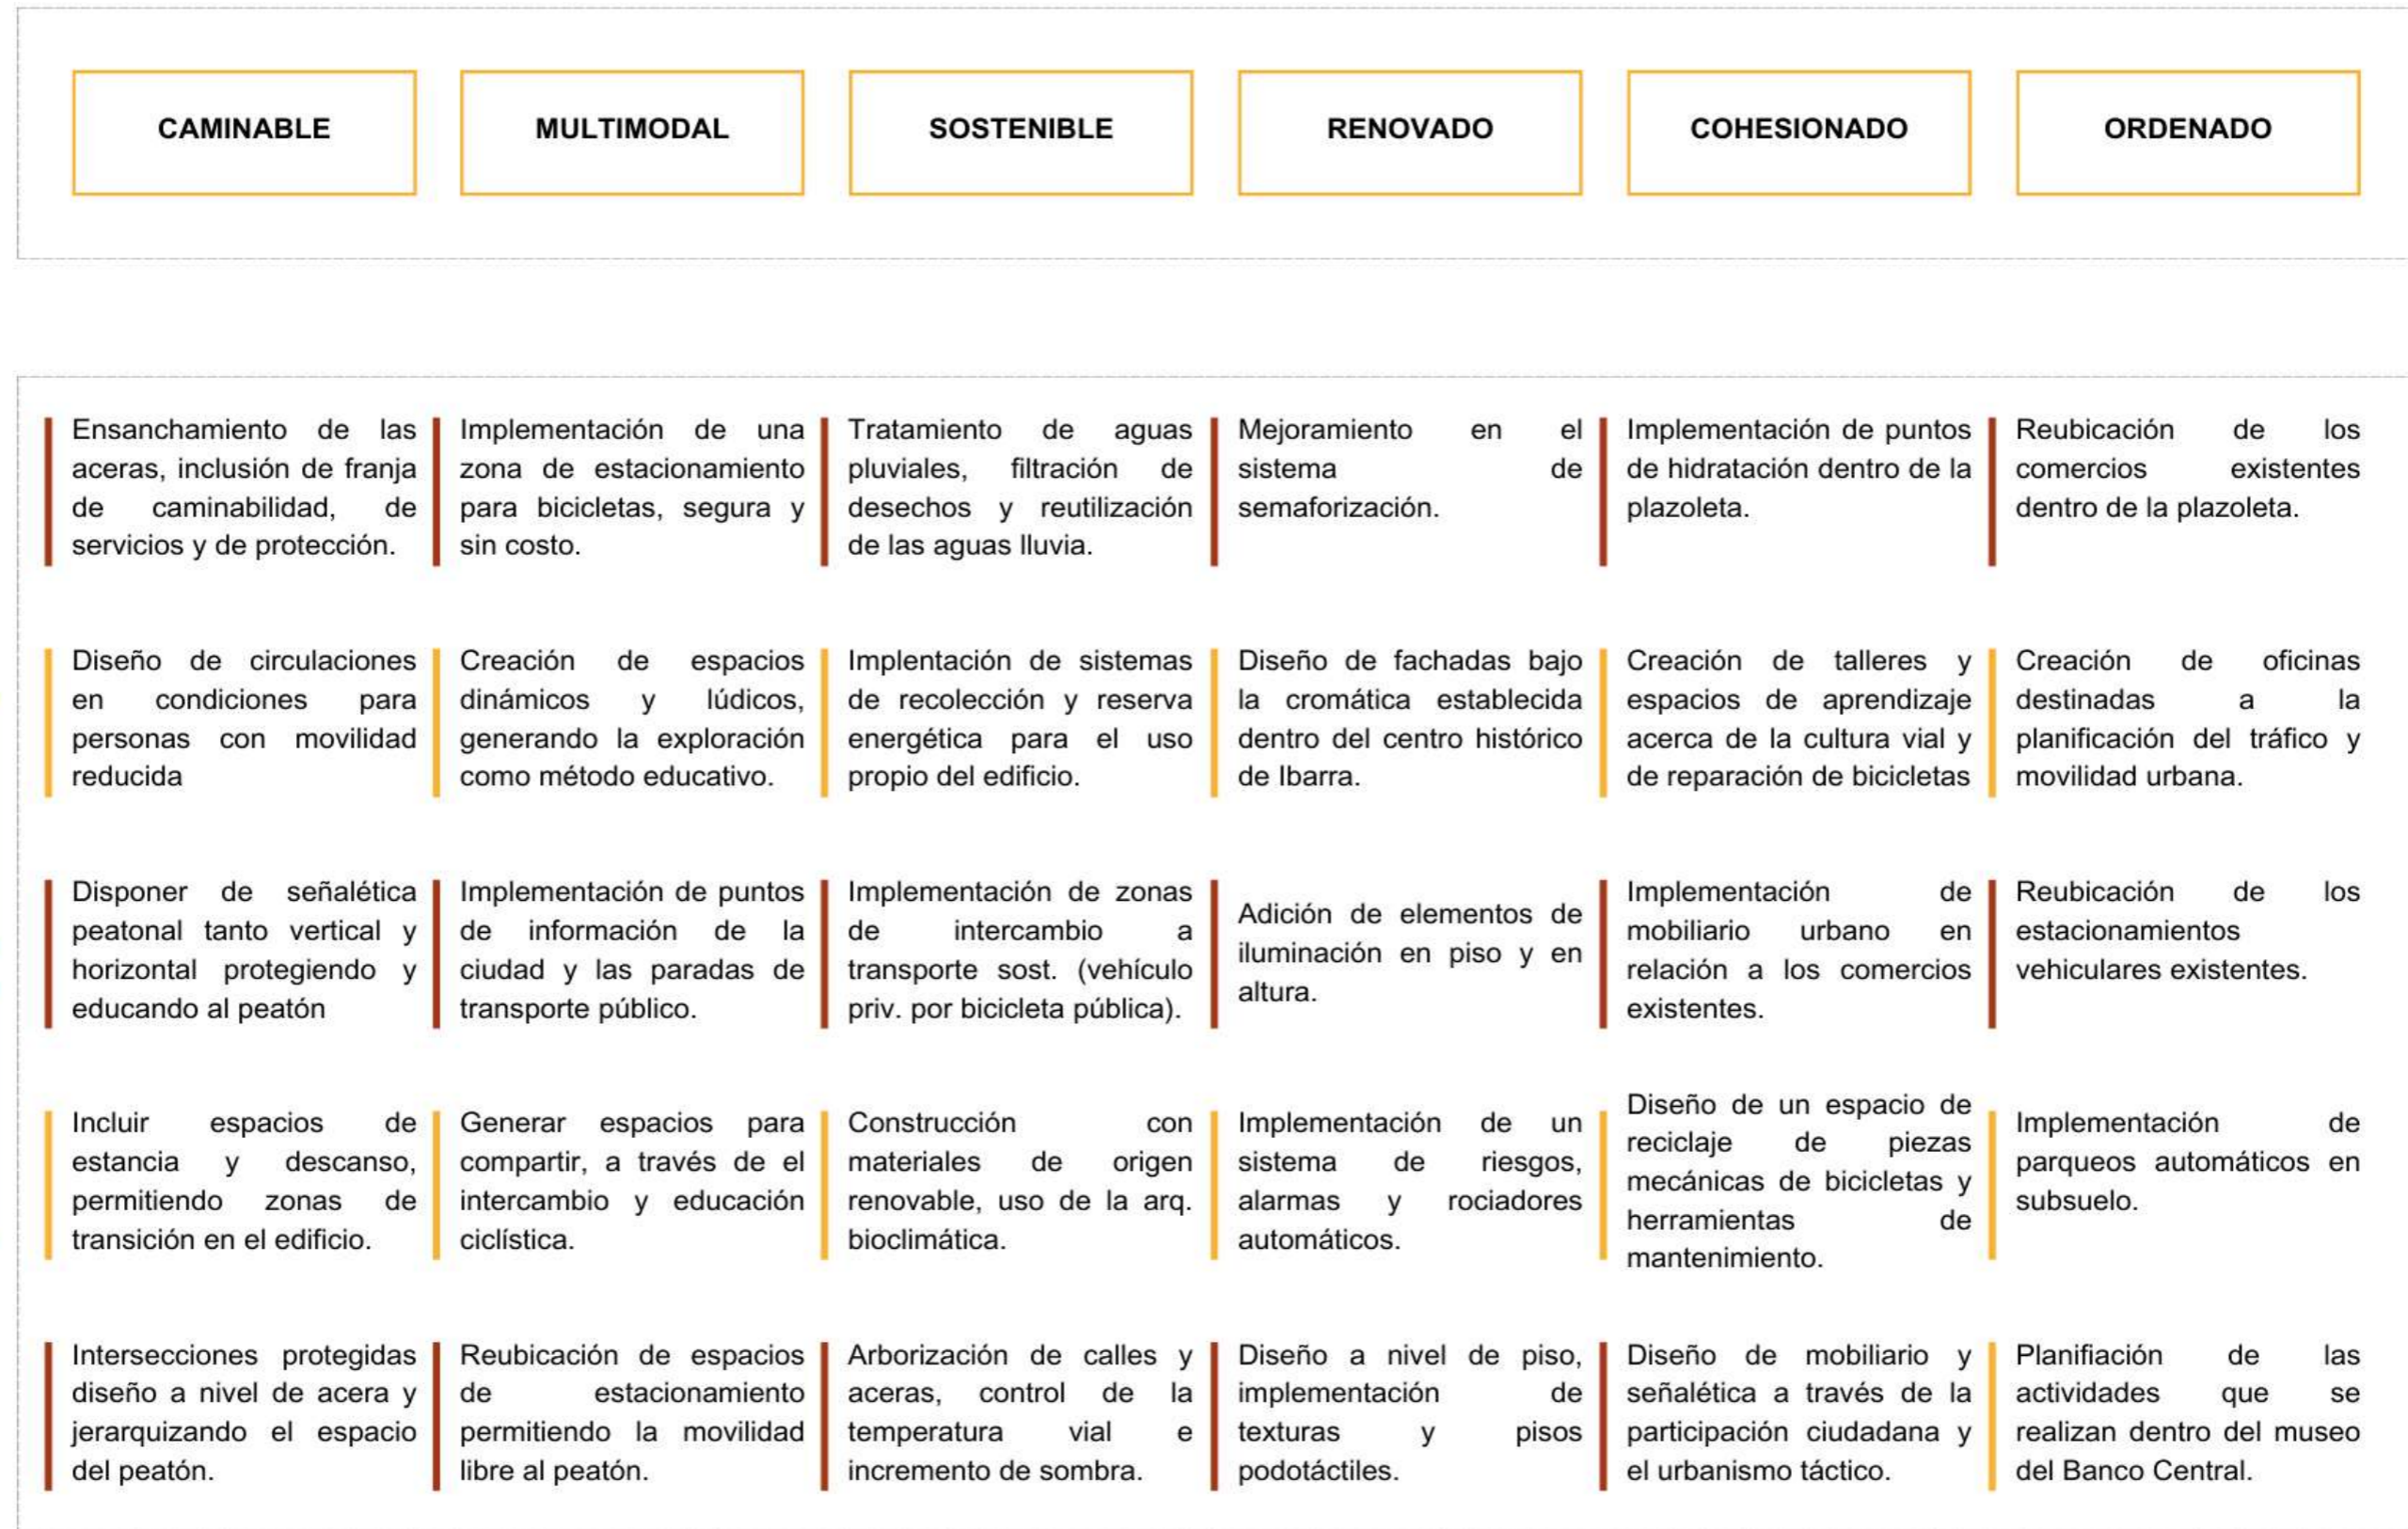 CAMINABLE
MULTIMODAL
SOSTENIBLE
RENOVADO
COHESIONADO
ORDENADO
Ensanchamiento de las
aceras, inclusión de franja
de caminabilidad, de
servicios y de protección.
Implementación de una
zona de estacionamiento
para bicicletas, segura y
sin costo.
Tratamiento de aguas
pluviales, filtración de
desechos y reutilización
de las aguas lluvia.
Mejoramiento en el
sistema de
semaforización.
Implementación de puntos
de hidratación dentro de la
plazoleta.
Reubicación de los
comercios existentes
dentro de la plazoleta.
Diseño de circulaciones
en condiciones para
personas con movilidad
reducida
Creación de espacios
dinámicos y lúdicos,
generando la exploración
como método educativo.
Implentación de sistemas
de recolección y reserva
energética para el uso
propio del edificio.
Diseño de fachadas bajo
la cromática establecida
dentro del centro histórico
de Ibarra.
Creación de talleres y
espacios de aprendizaje
acerca de la cultura vial y
de reparación de bicicletas
Creación de oficinas
destinadas a la
planificación del tráfico y
movilidad urbana.
Disponer de señalética
peatonal tanto vertical y
horizontal protegiendo y
educando al peatón
Implementación de puntos
de información de la
ciudad y las paradas de
transporte público.
Implementación de zonas
de intercambio a
transporte sost. (vehículo
priv. por bicicleta pública).
Adición de elementos de
iluminación en piso y en
altura.
Implementación de
mobiliario urbano en
relación a los comercios
existentes.
Reubicación de los
estacionamientos
vehiculares existentes.
Incluir espacios de
estancia y descanso,
permitiendo zonas de
transición en el edificio.
Generar espacios para
compartir, a través de el
intercambio y educación
ciclística.
Construcción con
materiales de origen
renovable, uso de la arq.
bioclimática.
Implementación de un
sistema de riesgos,
alarmas y rociadores
automáticos.
Diseño de un espacio de
reciclaje de piezas
mecánicas de bicicletas y
herramientas de
mantenimiento.
Implementación de
parqueos automáticos en
subsuelo.
Intersecciones protegidas
diseño a nivel de acera y
jerarquizando el espacio
del peatón.
Reubicación de espacios
de estacionamiento
permitiendo la movilidad
libre al peatón.
Arborización de calles y
aceras, control de la
temperatura vial e
incremento de sombra.
Diseño a nivel de piso,
implementación de
texturas y pisos
podotáctiles.
Diseño de mobiliario y
señalética a través de la
participación ciudadana y
el urbanismo táctico.
Planifiación de las
actividades que se
realizan dentro del museo
del Banco Central.